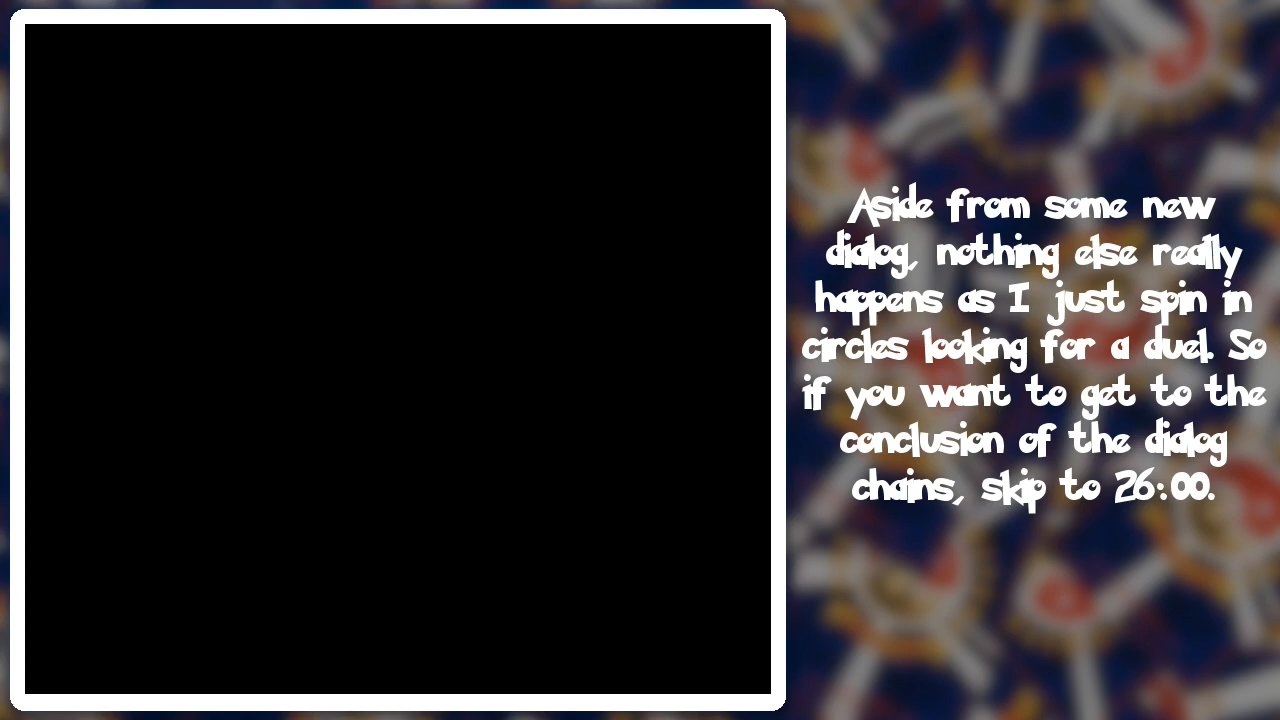 Aside from some new
dialog, nothing else really
happens as I just spin in
circles looking for a duel. So
if you want to get to the
conclusion of the dialog
chains, skip to 26:00.